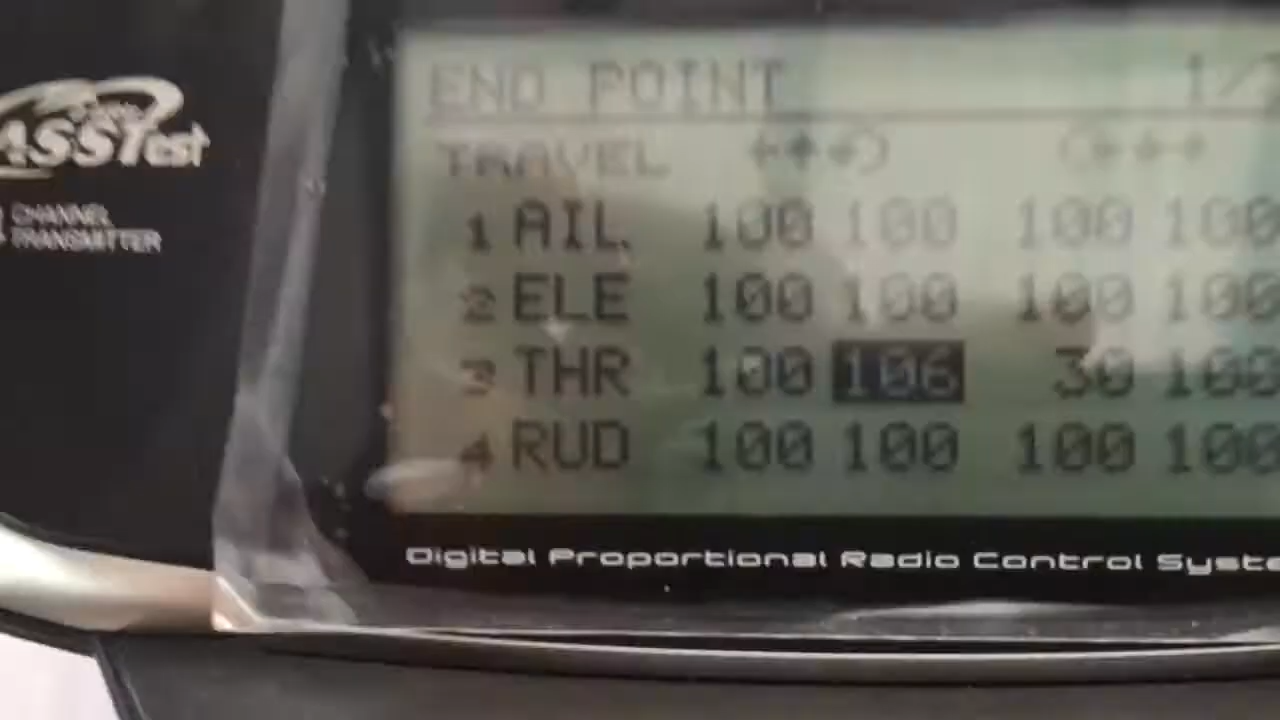 END POINT 1/
TRAVEL
1 AIL 100 100 100 100
2 ELE 100 100 100 100
3 THR 100 106 30 100
4 RUD 100 100 100 100
ASSTest
CHANNEL
TRANSMITTER
Digital Proportional Radio Control Syste